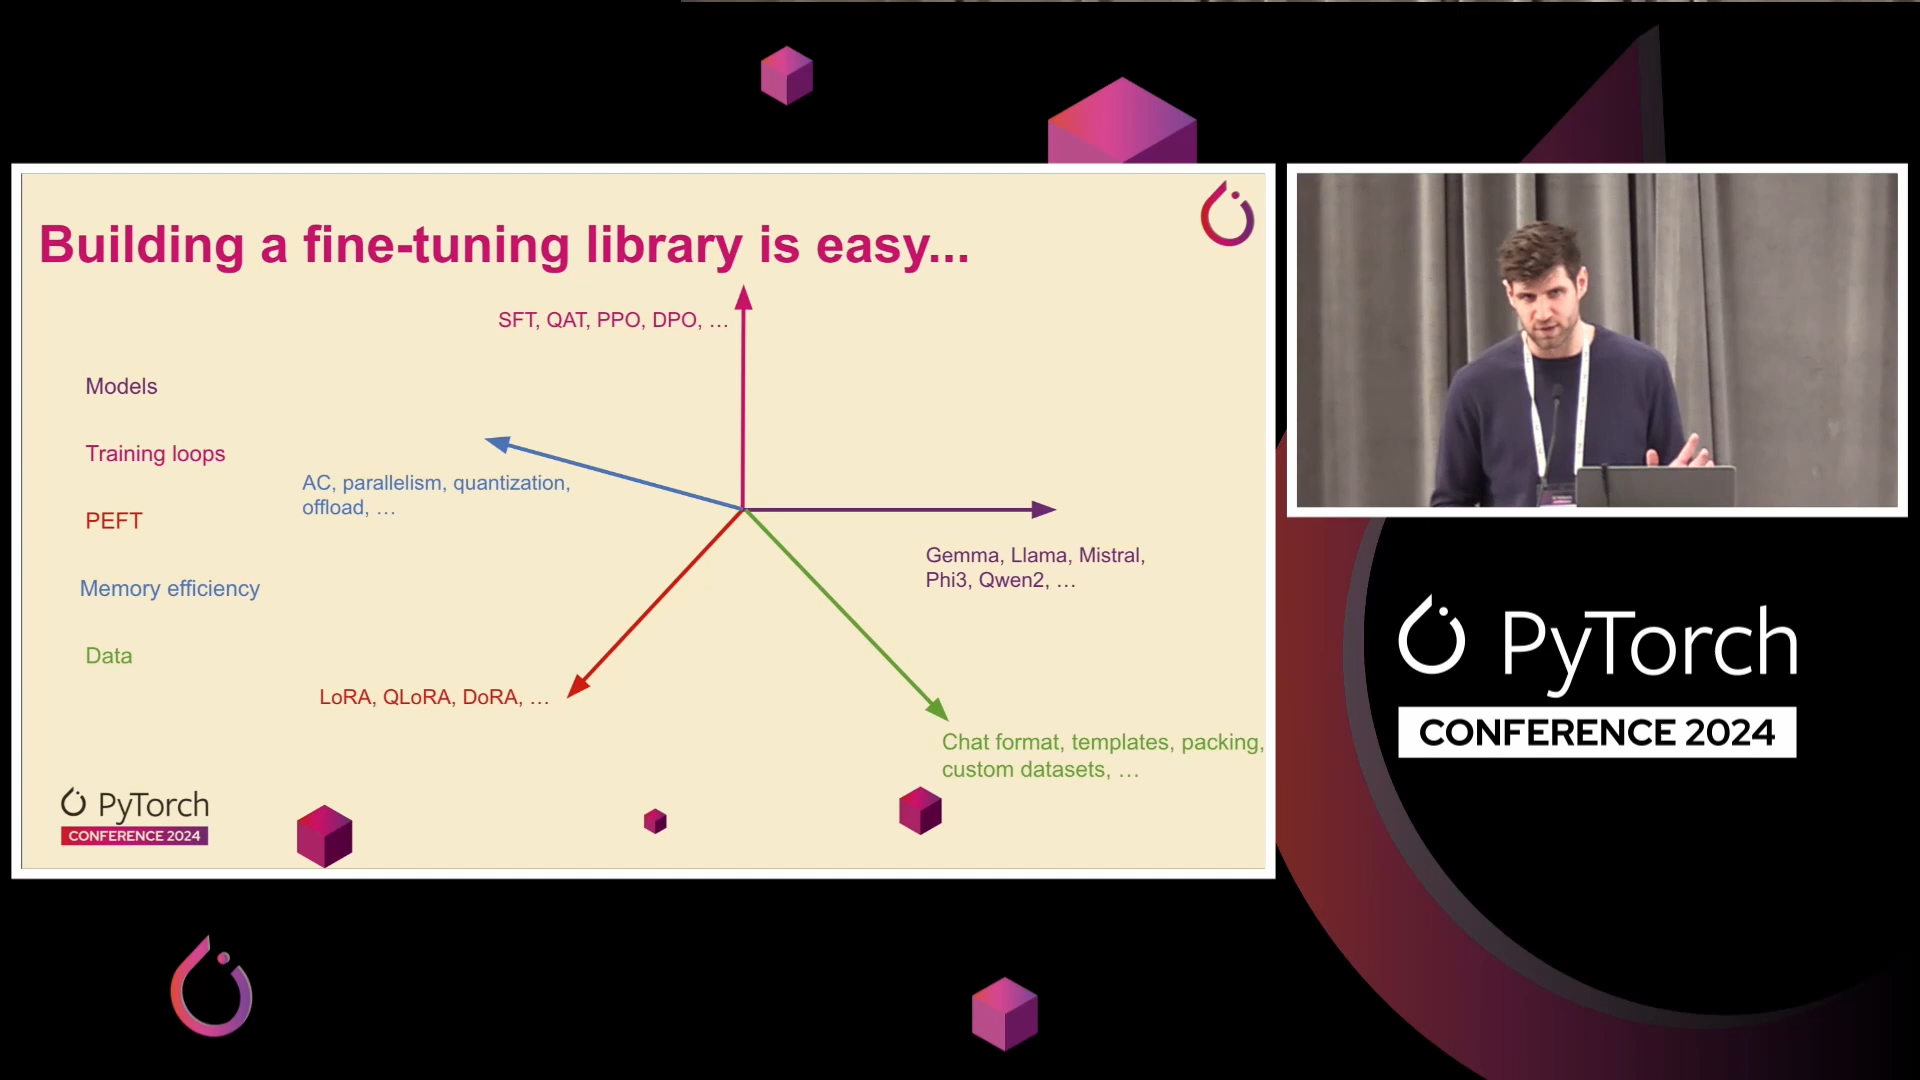 Building a fine-tuning library is easy...
SFT, QAT, PPO, DPO, …
Models
Training loops
AC, parallelism, quantization,
offload, …
PEFT
Gemma, Llama, Mistral,
Phi3, Qwen2, …
Memory efficiency
Data
LoRA, QLoRA, DoRA, …
Chat format, templates, packing,
custom datasets, …
PyTorch
CONFERENCE 2024
PyTorch
CONFERENCE 2024